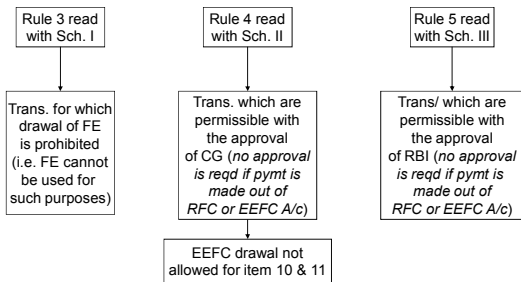 Rule 3 read
with Sch. I
Rule 4 read
with Sch. II
Rule 5 read
with Sch. III
Trans. for which
drawal of FE
is prohibited
(i.e. FE cannot
be used for
such purposes)
Trans. which are
permissible with
the approval
of CG (no approval
is reqd if pymt is
made out of
RFC or EEFC A/c)
Trans/ which are
permissible with
the approval
of RBI (no approval
is reqd if pymt is
made out of
RFC or EEFC A/c)
EEFC drawal not
allowed for item 10 & 11